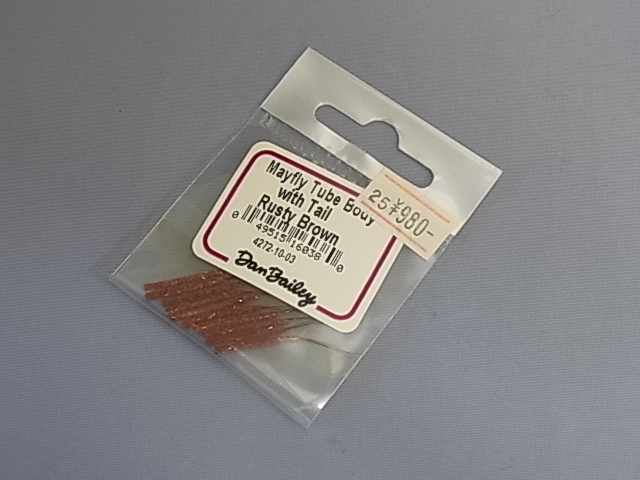 Mayfly Tube Body
with Tail
Rusty Brown
0 49515 16038 0
4272-10-03
Dan Bailey
25¥980-